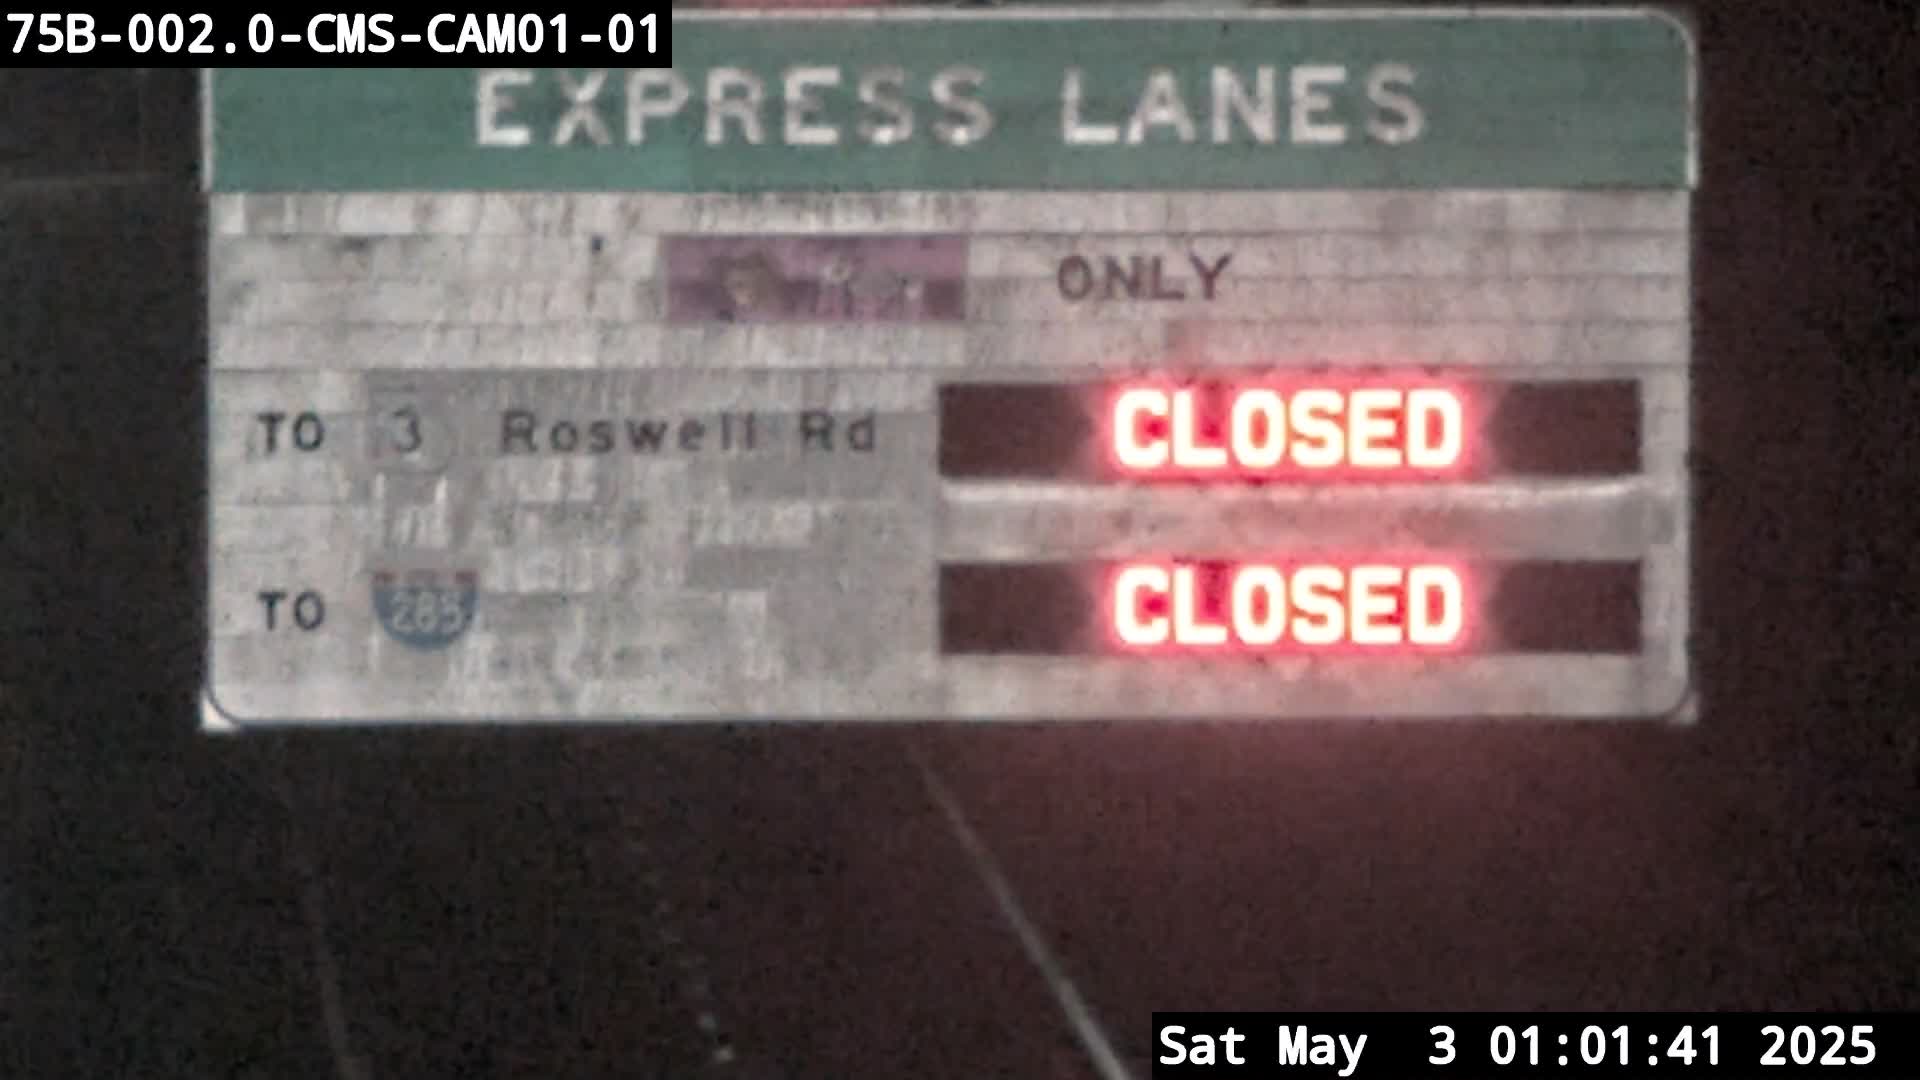 75B-002.0-CMS-CAM01-01
EXPRESS LANES
ONLY
TO 3 Roswell Rd CLOSED
TO 285 CLOSED
Sat May 3 01:01:41 2025